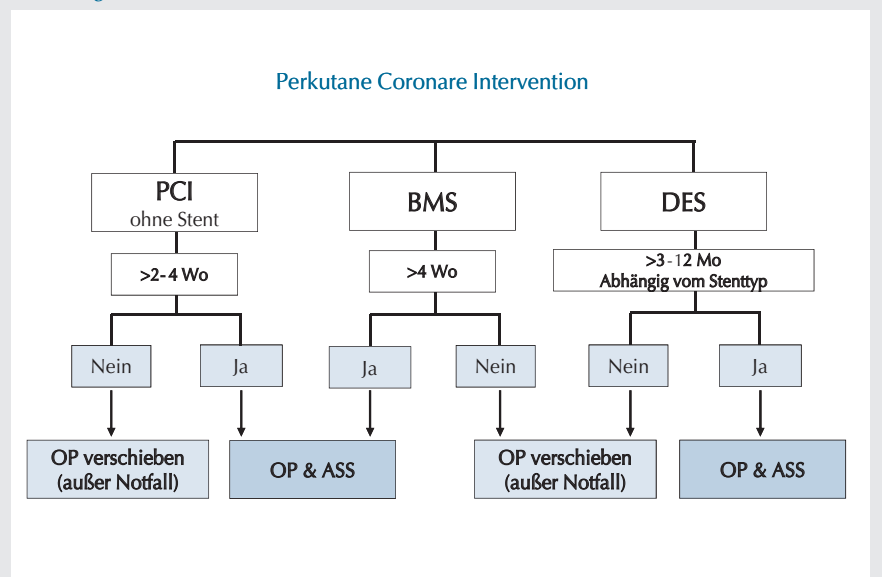 Perkutane Coronare Intervention
PCI
ohne Stent
BMS
DES
>2-4 Wo
>4 Wo
>3-12 Mo
Abhängig vom Stenttyp
Nein
Ja
Ja
Nein
Nein
Ja
OP verschieben
(außer Notfall)
OP & ASS
OP verschieben
(außer Notfall)
OP & ASS